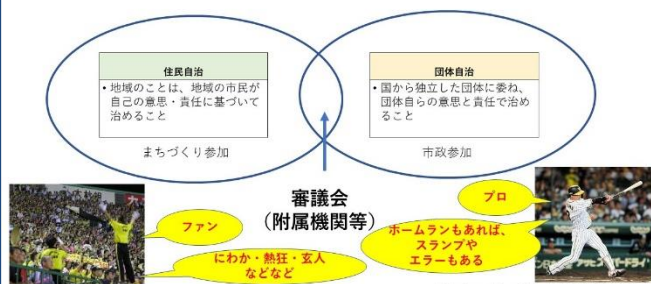 住民自治
• 地域のことは、地域の市民が
自己の意思・責任に基づいて
治めること
まちづくり参加
団体自治
• 国から独立した団体に委ね、
団体自らの意思と責任で治め
ること
市政参加
審議会
（附属機関等）
ファン
にわか・熱狂・玄人
などなど
プロ
ホームランもあれば、
スランプや
エラーもある